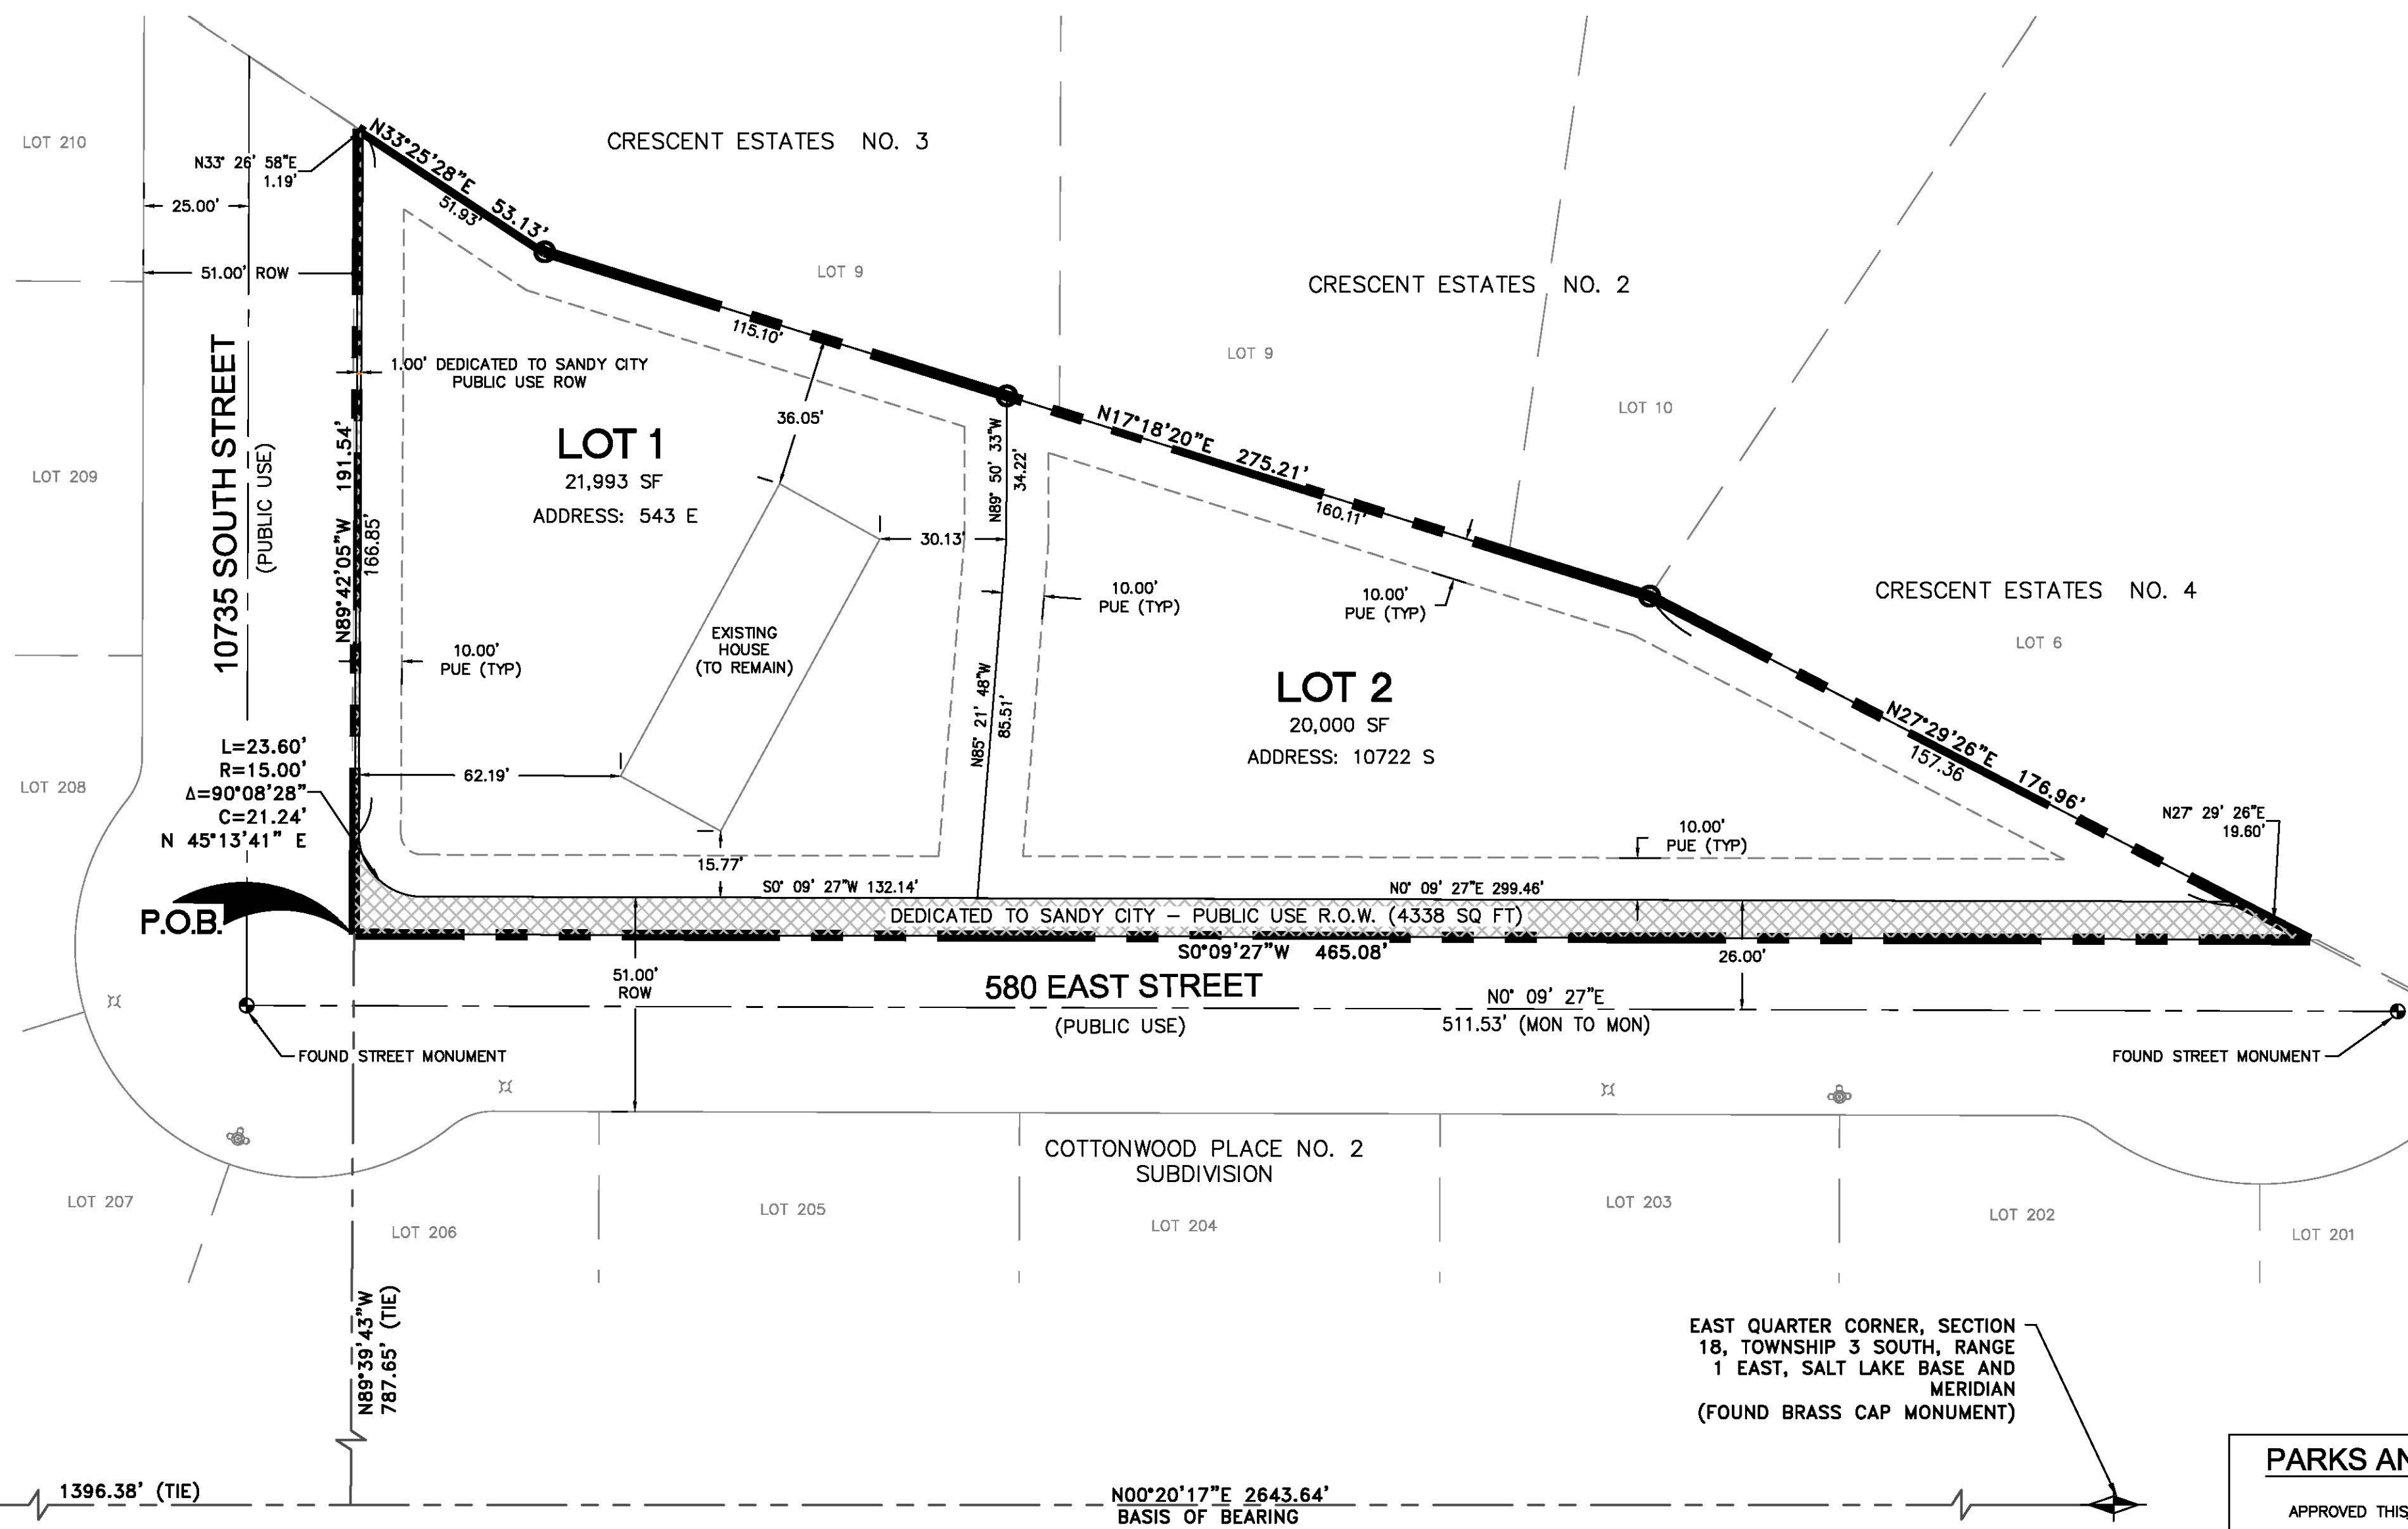 LOT 210
N33°25'28"E 53.13'
51.93'
N33° 26' 58"E
1.19'
25.00'
51.00' ROW
CRESCENT ESTATES NO. 3
LOT 9
CRESCENT ESTATES NO. 2
LOT 9
LOT 10
115.10'
1.00' DEDICATED TO SANDY CITY
PUBLIC USE ROW
36.05'
LOT 1
21,993 SF
ADDRESS: 543 E
LOT 209
10735 SOUTH STREET
(PUBLIC USE)
N89°42'05"W 191.54'
166.85'
N89° 50' 33"W
34.22'
30.13'
N17°18'20"E 275.21'
160.11'
10.00'
PUE (TYP)
10.00'
PUE (TYP)
CRESCENT ESTATES NO. 4
LOT 6
EXISTING
HOUSE
(TO REMAIN)
10.00'
PUE (TYP)
N85° 21' 48"W
85.51'
LOT 2
20,000 SF
ADDRESS: 10722 S
N27°29'26"E 176.96'
157.36
LOT 208
L=23.60'
R=15.00'
Δ=90°08'28"
C=21.24'
N 45°13'41" E
62.19'
15.77'
10.00'
PUE (TYP)
N27° 29' 26"E
19.60'
P.O.B.
S0° 09' 27"W 132.14'
N0° 09' 27"E 299.46'
DEDICATED TO SANDY CITY – PUBLIC USE R.O.W. (4338 SQ FT)
S0°09'27"W 465.08'
51.00'
ROW
26.00'
580 EAST STREET
(PUBLIC USE)
N0° 09' 27"E
511.53' (MON TO MON)
FOUND STREET MONUMENT
FOUND STREET MONUMENT
COTTONWOOD PLACE NO. 2
SUBDIVISION
LOT 207
LOT 206
LOT 205
LOT 204
LOT 203
LOT 202
LOT 201
N89°39'43"W
787.65' (TIE)
EAST QUARTER CORNER, SECTION
18, TOWNSHIP 3 SOUTH, RANGE
1 EAST, SALT LAKE BASE AND
MERIDIAN
(FOUND BRASS CAP MONUMENT)
1396.38' (TIE)
N00°20'17"E 2643.64'
BASIS OF BEARING
PARKS AN
APPROVED THIS